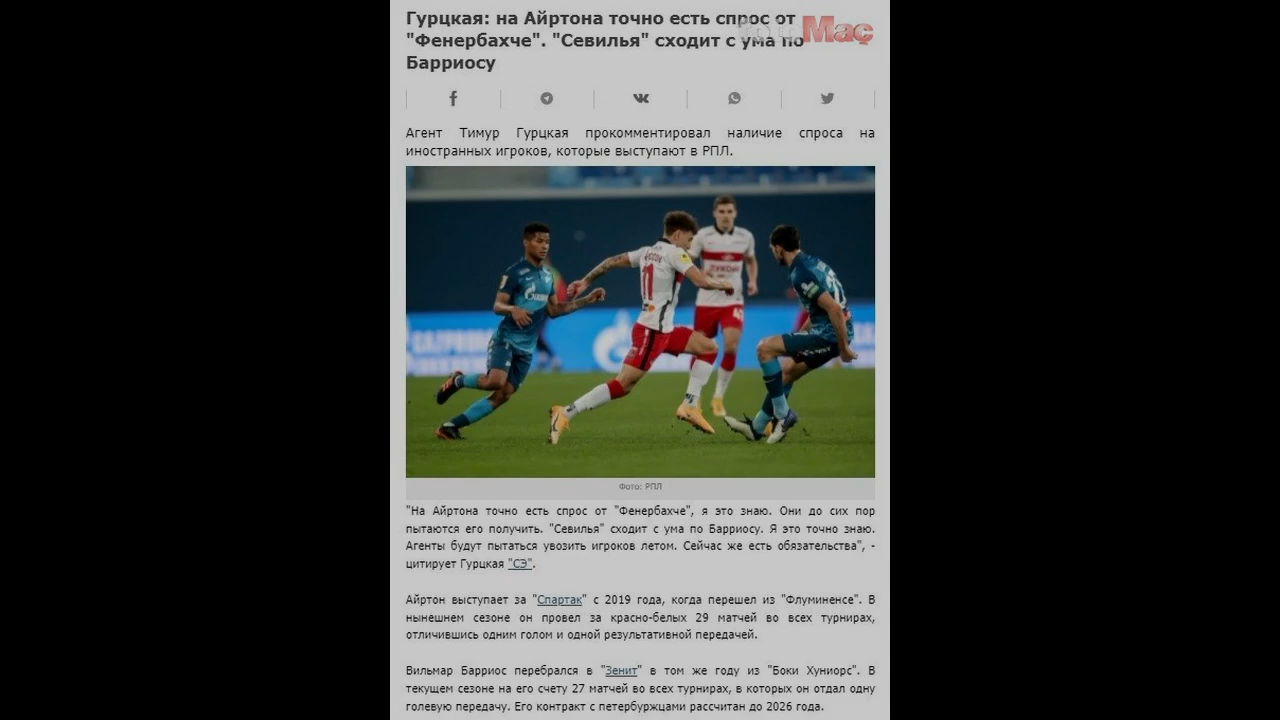 Гурцкая: на Айртона точно есть спрос от
"Фенербахче". "Севилья" сходит с ума по
Барриосу
Maç
Агент Тимур Гурцкая прокомментировал наличие спроса на
иностранных игроков, которые выступают в РПЛ.
11
ЛУКОЙЛ
Фото: РПЛ
"На Айртона точно есть спрос от "Фенербахче", я это знаю. Они до сих пор
пытаются его получить. "Севилья" сходит с ума по Барриосу. Я это точно знаю.
Агенты будут пытаться увозить игроков летом. Сейчас же есть обязательства", -
цитирует Гурцкая "СЭ".
Айртон выступает за "Спартак" с 2019 года, когда перешел из "Флуминенсе". В
нынешнем сезоне он провел за красно-белых 29 матчей во всех турнирах,
отличившись одним голом и одной результативной передачей.
Вильмар Барриос перебрался в "Зенит" в том же году из "Боки Хуниорс". В
текущем сезоне на его счету 27 матчей во всех турнирах, в которых он отдал одну
голевую передачу. Его контракт с петербуржцами рассчитан до 2026 года.